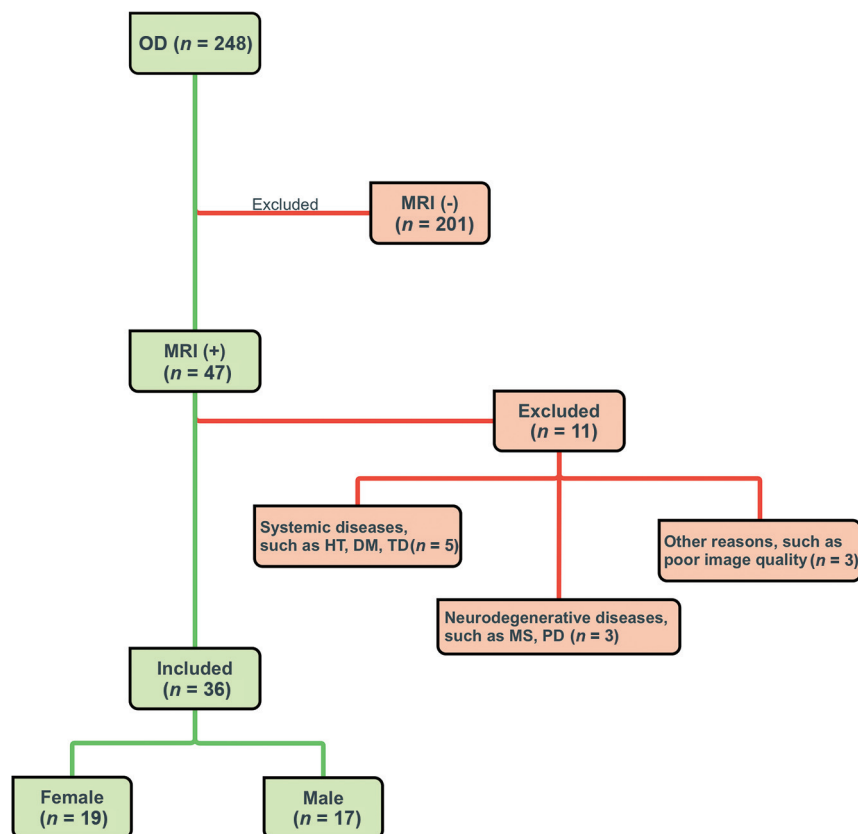 OD (n = 248)
Excluded
MRI (-)
(n = 201)
MRI (+)
(n = 47)
Excluded
(n = 11)
Systemic diseases,
such as HT, DM, TD(n = 5)
Other reasons, such as
poor image quality (n = 3)
Neurodegenerative diseases,
such as MS, PD (n = 3)
Included
(n = 36)
Female
(n = 19)
Male
(n = 17)